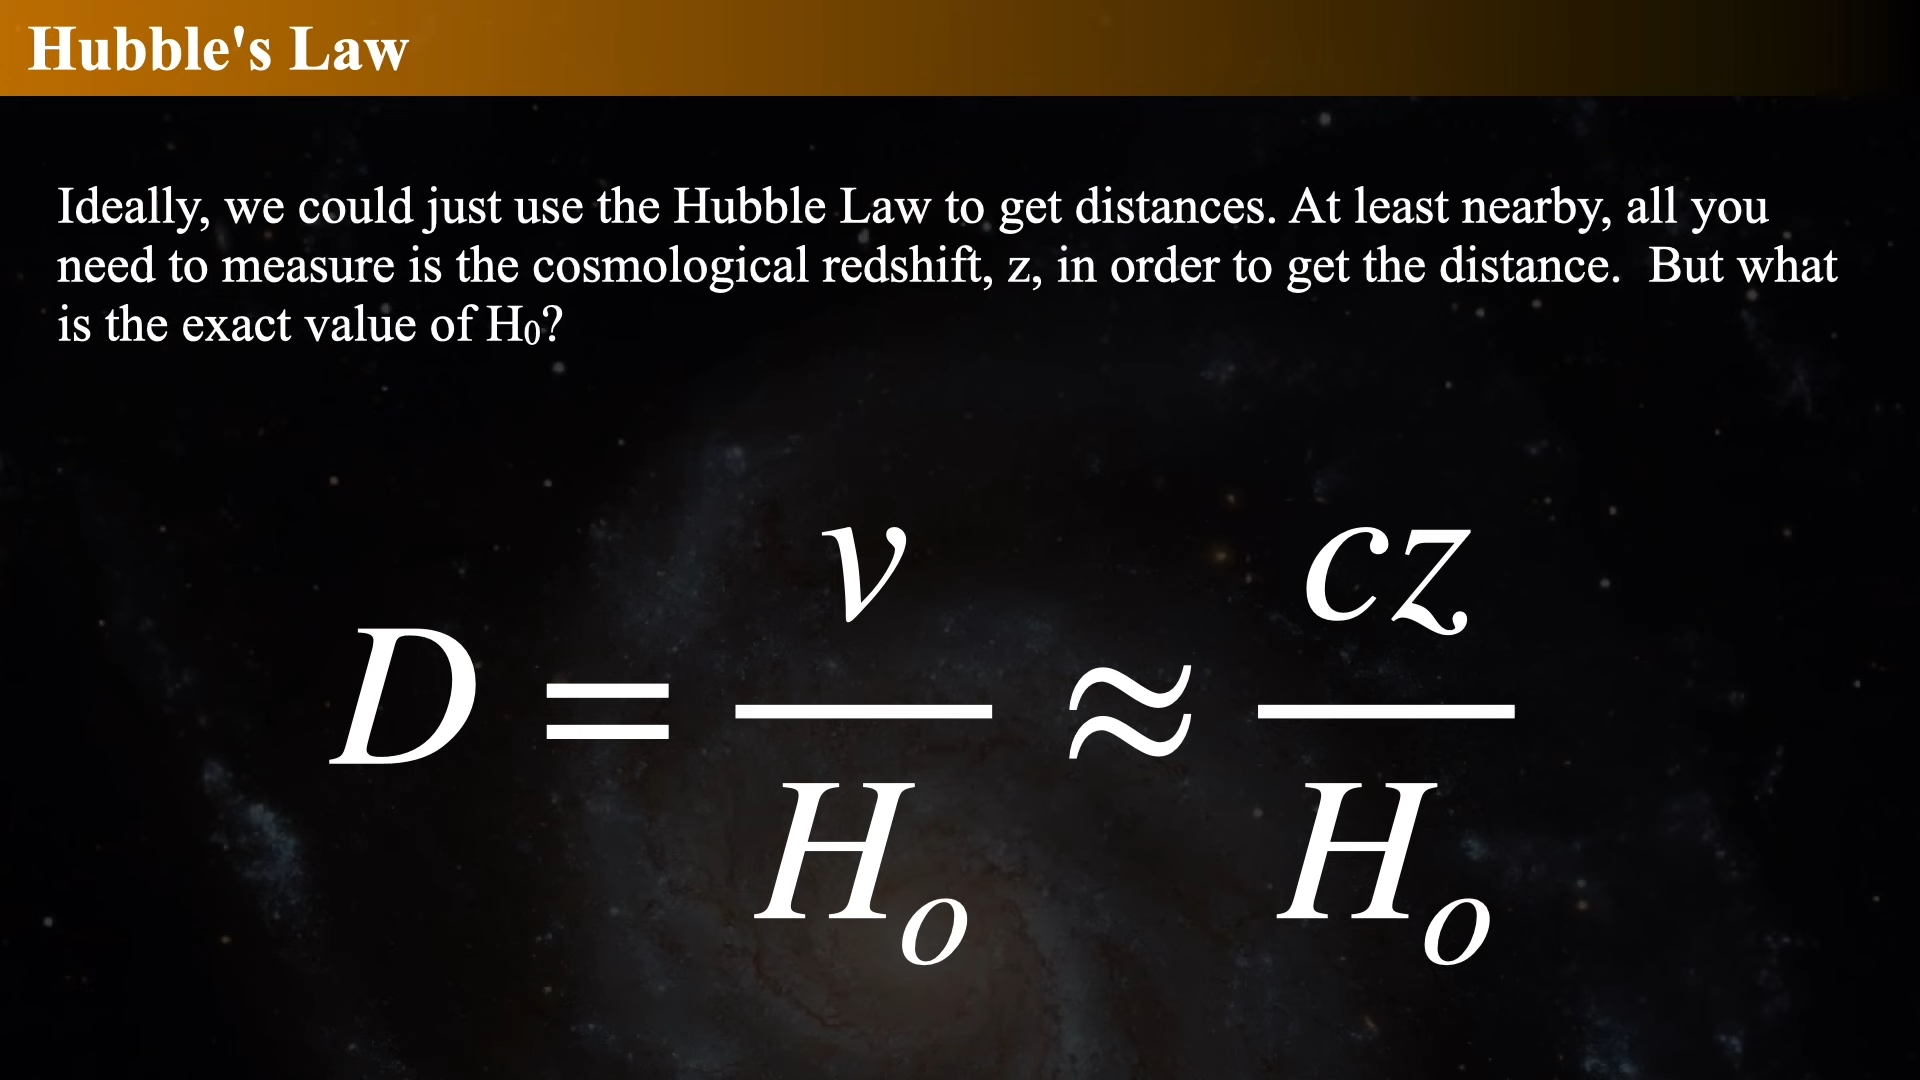 Hubble's Law
Ideally, we could just use the Hubble Law to get distances. At least nearby, all you
need to measure is the cosmological redshift, z, in order to get the distance.  But what
is the exact value of H₀?
D = v/Hₒ ≈ cz/Hₒ